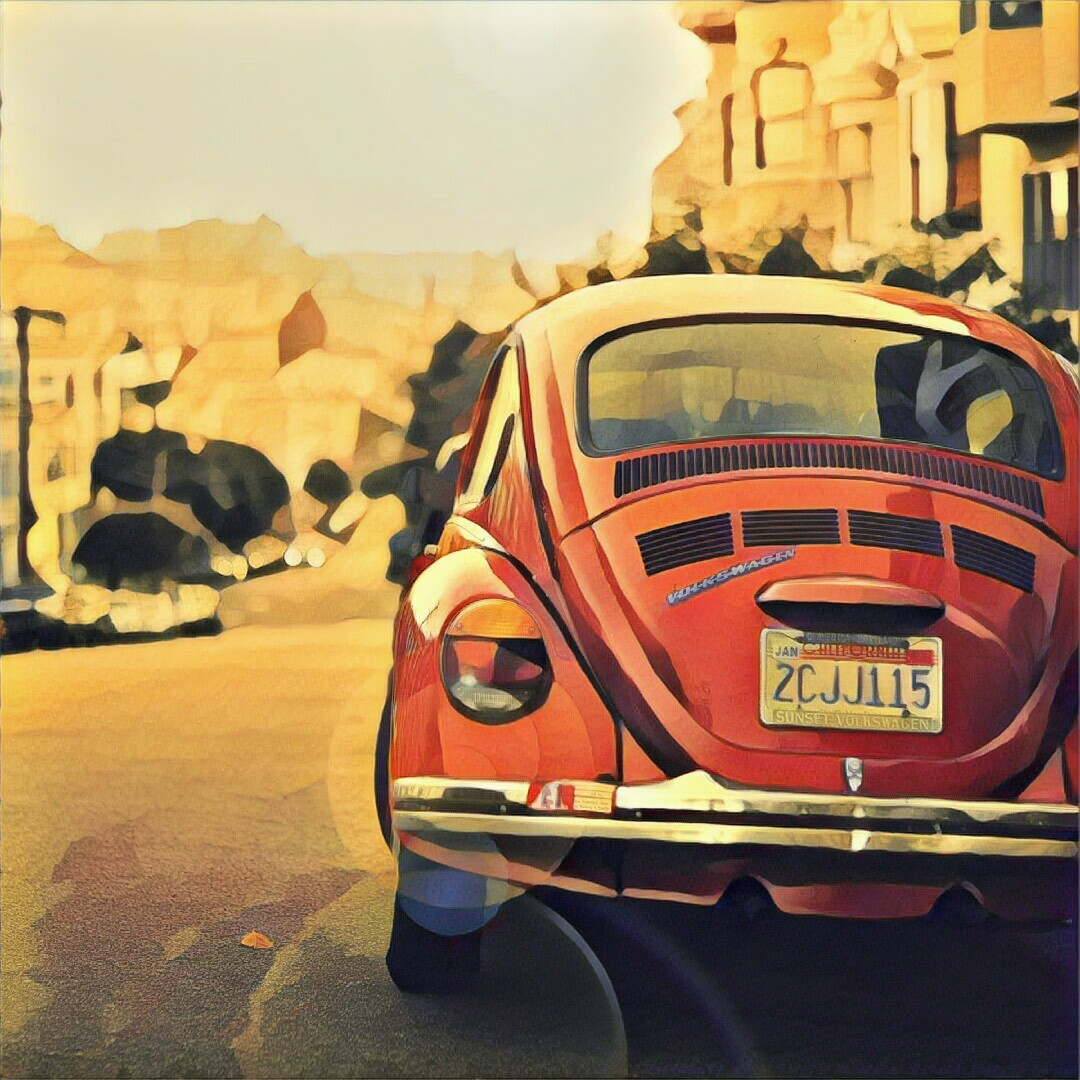 VOLKSWAGEN
JAN CALIFORNIA
2CJJ115
SUNSET VOLKSWAGEN